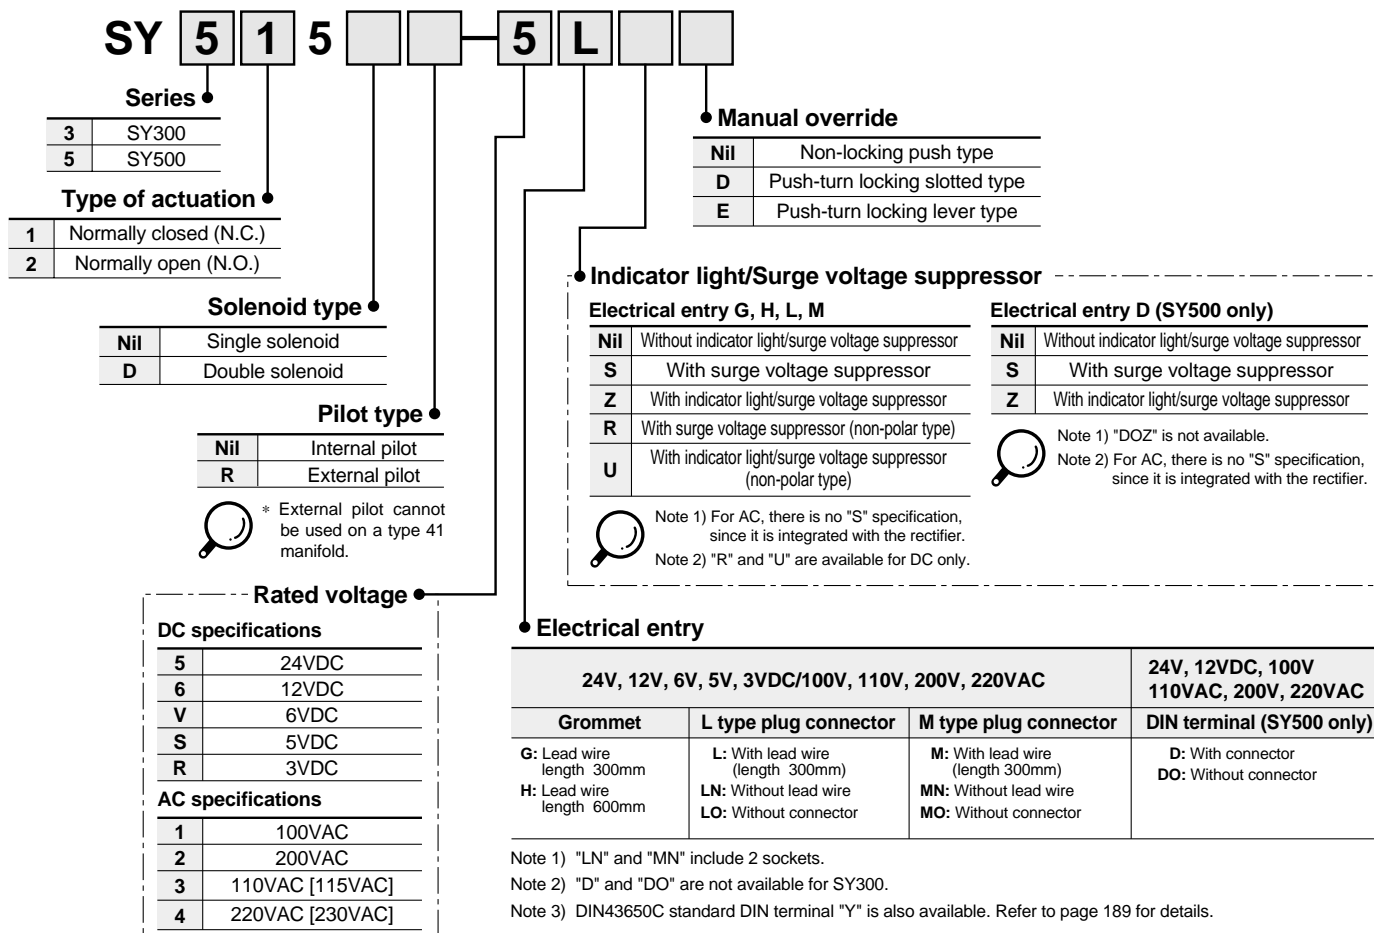 SY 5 1 5 5 L
Series
3 SY300
5 SY500
Type of actuation
1 Normally closed (N.C.)
2 Normally open (N.O.)
Solenoid type
Nil Single solenoid
D Double solenoid
Pilot type
Nil Internal pilot
R External pilot
* External pilot cannot
be used on a type 41
manifold.
Rated voltage
DC specifications
5 24VDC
6 12VDC
V 6VDC
S 5VDC
R 3VDC
AC specifications
1 100VAC
2 200VAC
3 110VAC [115VAC]
4 220VAC [230VAC]
Manual override
Nil Non-locking push type
D Push-turn locking slotted type
E Push-turn locking lever type
Indicator light/Surge voltage suppressor
Electrical entry G, H, L, M
Nil Without indicator light/surge voltage suppressor
S With surge voltage suppressor
Z With indicator light/surge voltage suppressor
R With surge voltage suppressor (non-polar type)
U With indicator light/surge voltage suppressor
(non-polar type)
Note 1) For AC, there is no "S" specification,
since it is integrated with the rectifier.
Note 2) "R" and "U" are available for DC only.
Electrical entry D (SY500 only)
Nil Without indicator light/surge voltage suppressor
S With surge voltage suppressor
Z With indicator light/surge voltage suppressor
Note 1) "DOZ" is not available.
Note 2) For AC, there is no "S" specification,
since it is integrated with the rectifier.
Electrical entry
24V, 12V, 6V, 5V, 3VDC/100V, 110V, 200V, 220VAC
24V, 12VDC, 100V
110VAC, 200V, 220VAC
Grommet
L type plug connector
M type plug connector
DIN terminal (SY500 only)
G: Lead wire
length 300mm
H: Lead wire
length 600mm
L: With lead wire
(length 300mm)
LN: Without lead wire
LO: Without connector
M: With lead wire
(length 300mm)
MN: Without lead wire
MO: Without connector
D: With connector
DO: Without connector
Note 1) "LN" and "MN" include 2 sockets.
Note 2) "D" and "DO" are not available for SY300.
Note 3) DIN43650C standard DIN terminal "Y" is also available. Refer to page 189 for details.